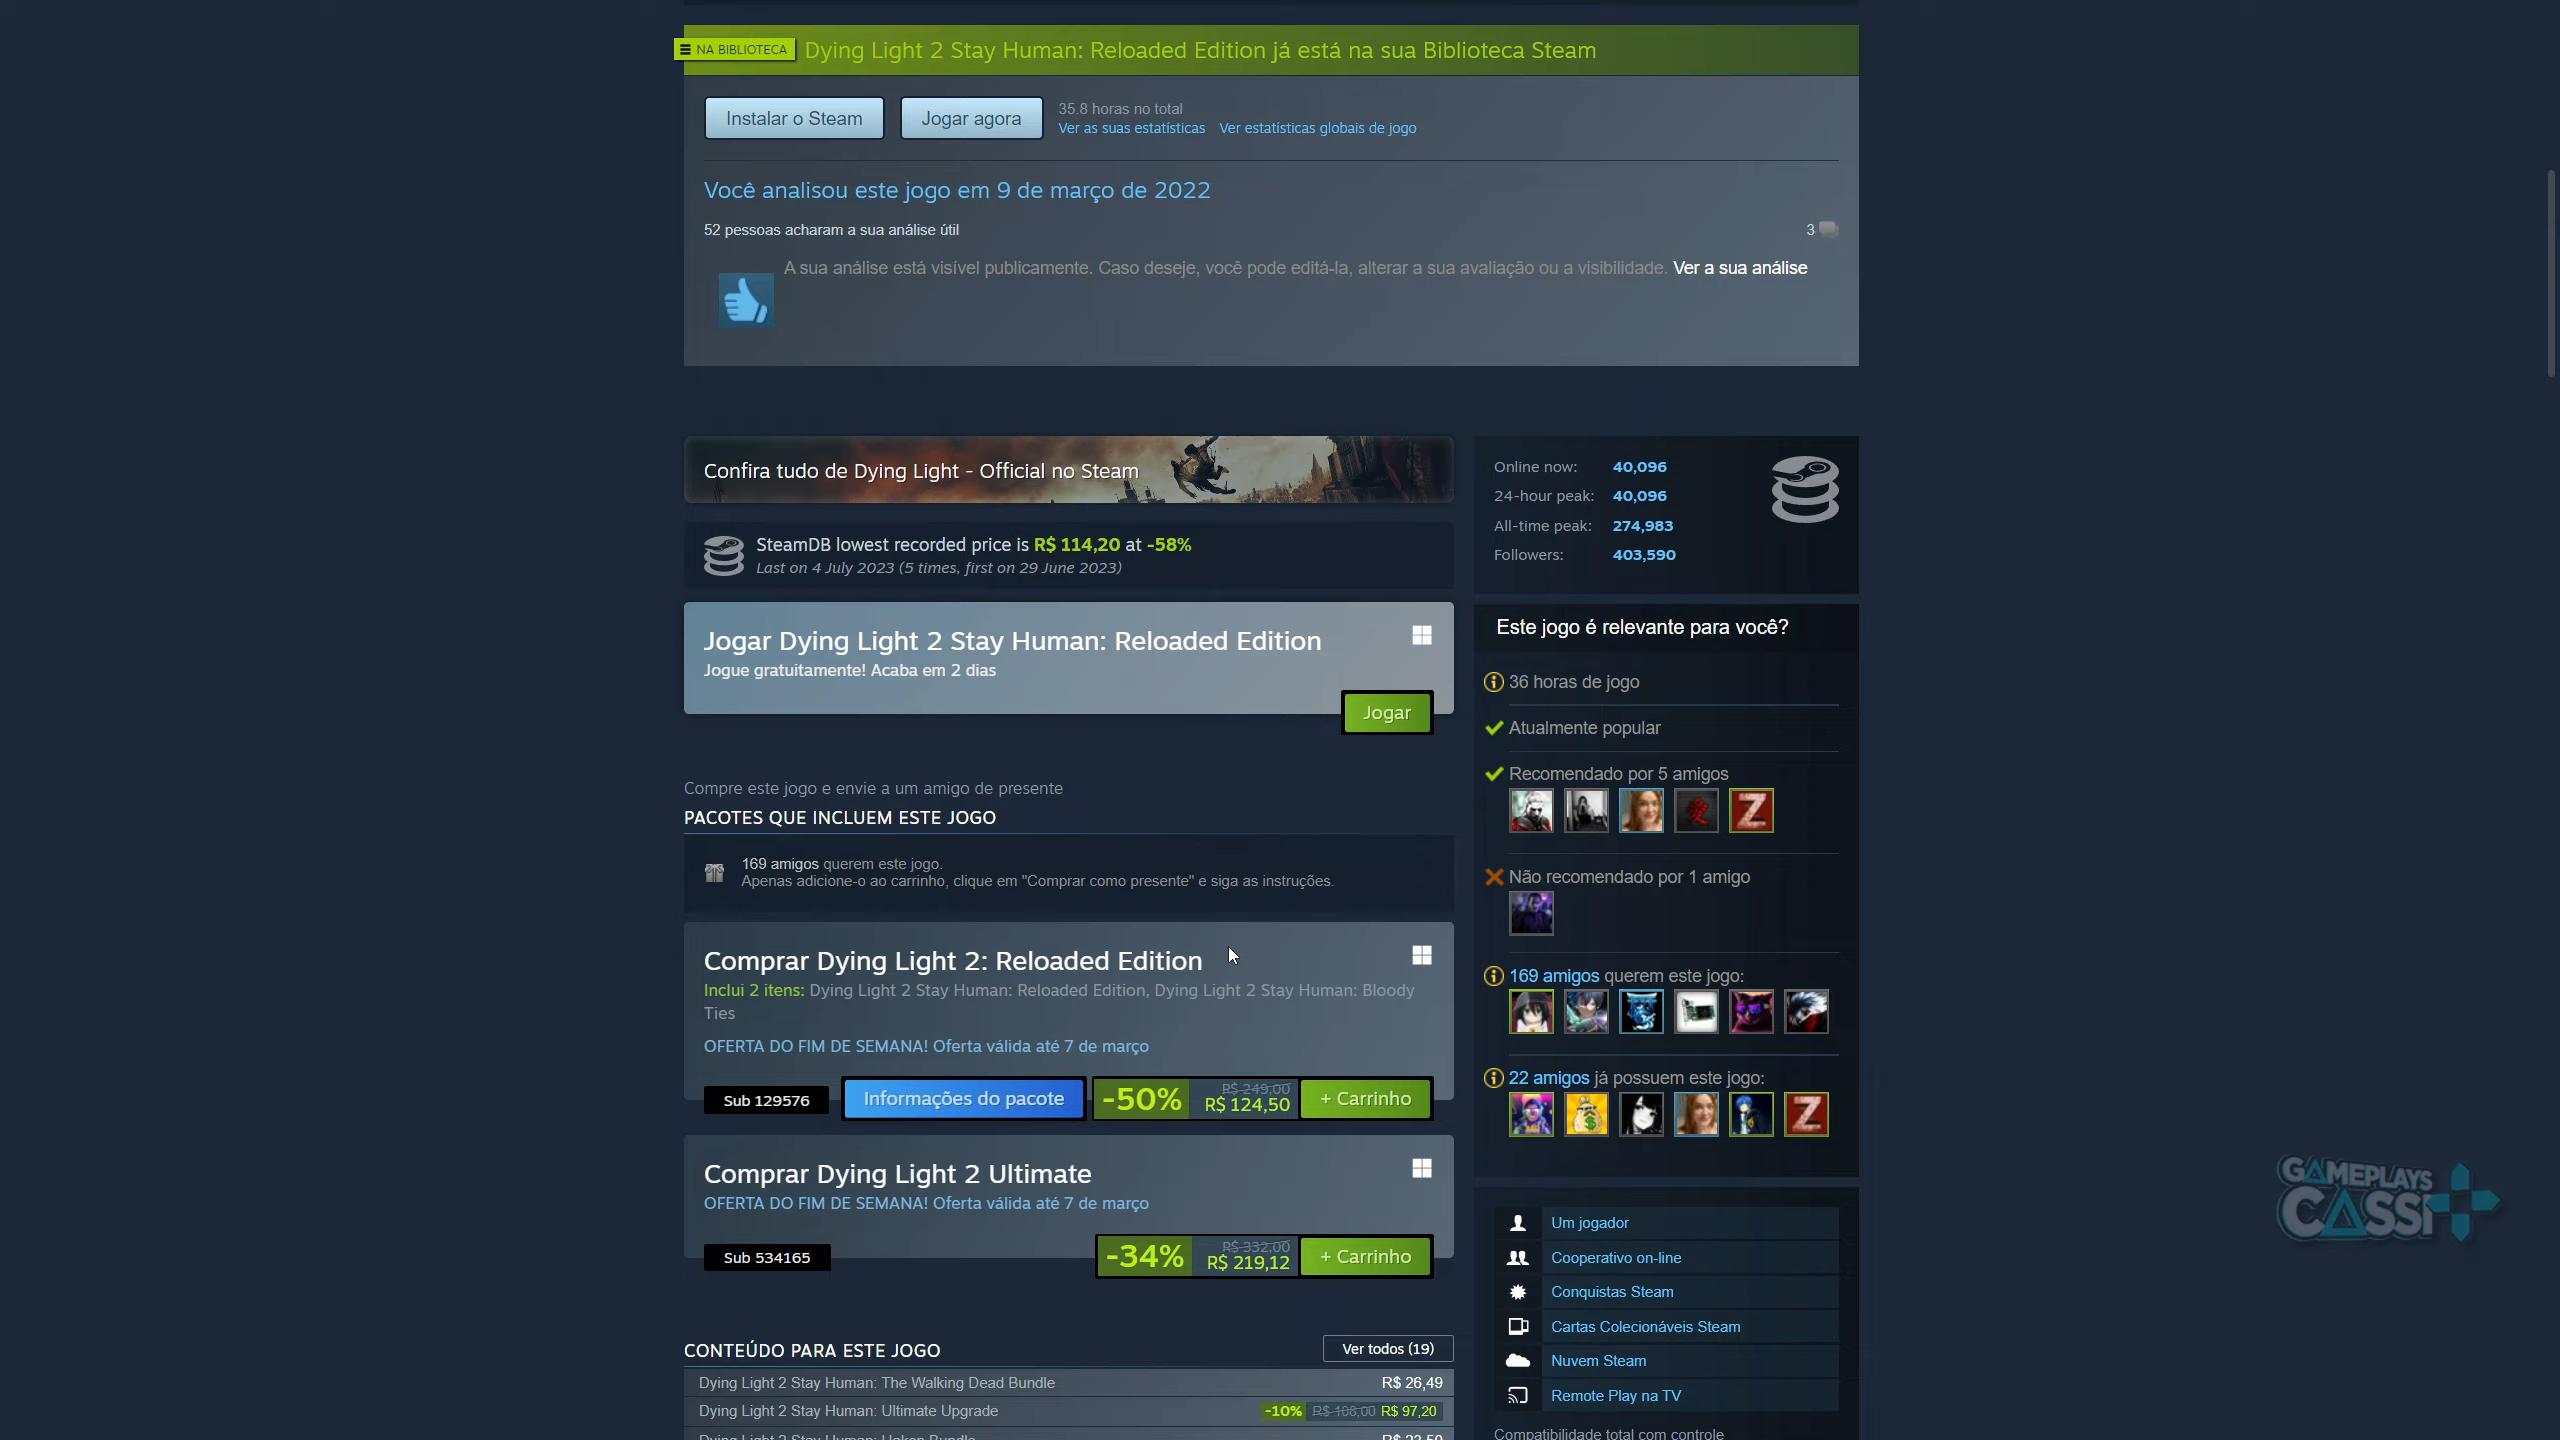 NA BIBLIOTECA Dying Light 2 Stay Human: Reloaded Edition já está na sua Biblioteca Steam
Instalar o Steam
Jogar agora
35.8 horas no total
Ver as suas estatísticas Ver estatísticas globais de jogo
Você analisou este jogo em 9 de março de 2022
52 pessoas acharam a sua análise útil
3
A sua análise está visível publicamente. Caso deseje, você pode editá-la, alterar a sua avaliação ou a visibilidade. Ver a sua análise
Confira tudo de Dying Light - Official no Steam
SteamDB lowest recorded price is R$ 114,20 at -58%
Last on 4 July 2023 (5 times, first on 29 June 2023)
Jogar Dying Light 2 Stay Human: Reloaded Edition
Jogue gratuitamente! Acaba em 2 dias
Jogar
Compre este jogo e envie a um amigo de presente
PACOTES QUE INCLUEM ESTE JOGO
169 amigos querem este jogo.
Apenas adicione-o ao carrinho, clique em "Comprar como presente" e siga as instruções.
Comprar Dying Light 2: Reloaded Edition
Inclui 2 itens: Dying Light 2 Stay Human: Reloaded Edition, Dying Light 2 Stay Human: Bloody
Ties
OFERTA DO FIM DE SEMANA! Oferta válida até 7 de março
Sub 129576
Informações do pacote
-50%
R$ 249,00
R$ 124,50
+ Carrinho
Comprar Dying Light 2 Ultimate
OFERTA DO FIM DE SEMANA! Oferta válida até 7 de março
Sub 534165
-34%
R$ 332,00
R$ 219,12
+ Carrinho
CONTEÚDO PARA ESTE JOGO
Ver todos (19)
Dying Light 2 Stay Human: The Walking Dead Bundle R$ 26,49
Dying Light 2 Stay Human: Ultimate Upgrade -10% R$ 108,00 R$ 97,20
Online now: 40,096
24-hour peak: 40,096
All-time peak: 274,983
Followers: 403,590
Este jogo é relevante para você?
36 horas de jogo
Atualmente popular
Recomendado por 5 amigos
Z
Não recomendado por 1 amigo
169 amigos querem este jogo:
22 amigos já possuem este jogo:
Z
Um jogador
Cooperativo on-line
Conquistas Steam
Cartas Colecionáveis Steam
Nuvem Steam
Remote Play na TV
Compatibilidade total com controle
GAMEPLAYS
CASSI